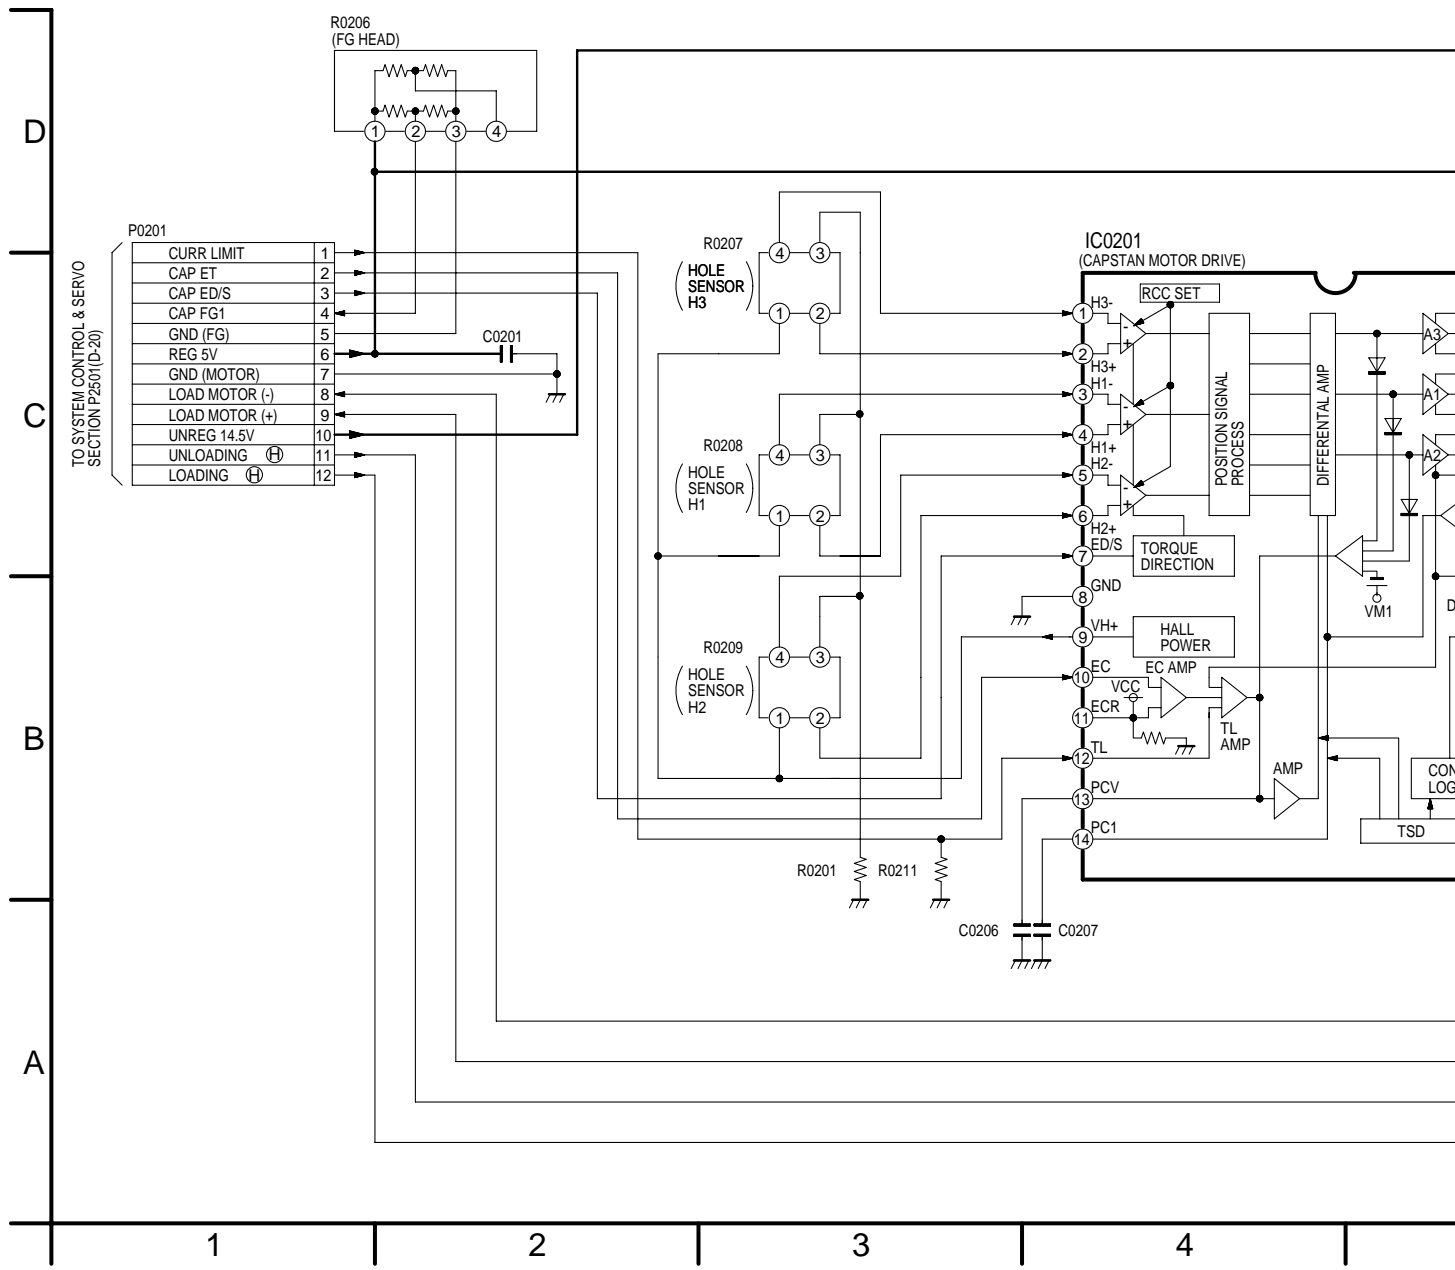 R0206
(FG HEAD)
1
2
3
4
D
P0201
TO SYSTEM CONTROL & SERVO
SECTION P2501(D-20)
CURR LIMIT 1
CAP ET 2
CAP ED/S 3
CAP FG1 4
GND (FG) 5
REG 5V 6
GND (MOTOR) 7
LOAD MOTOR (-) 8
LOAD MOTOR (+) 9
UNREG 14.5V 10
UNLOADING H 11
LOADING H 12
C0201
C
R0207
HOLE
SENSOR
H3
4
3
1
2
R0208
(HOLE
SENSOR)
H1
4
3
1
2
R0209
(HOLE
SENSOR)
H2
4
3
1
2
R0201
R0211
C0206
C0207
IC0201
(CAPSTAN MOTOR DRIVE)
RCC SET
1 H3-
2 H3+
3 H1-
4 H1+
5 H2-
6 H2+
7 ED/S
8 GND
9 VH+
10 EC
11 ECR
12 TL
13 PCV
14 PC1
-
+
-
+
-
+
POSITION SIGNAL
PROCESS
DIFFERENTIAL AMP
A3
A1
A2
TORQUE
DIRECTION
VM1
D
HALL
POWER
EC AMP
VCC
TL
AMP
AMP
CON
LOG
TSD
B
A
1
2
3
4